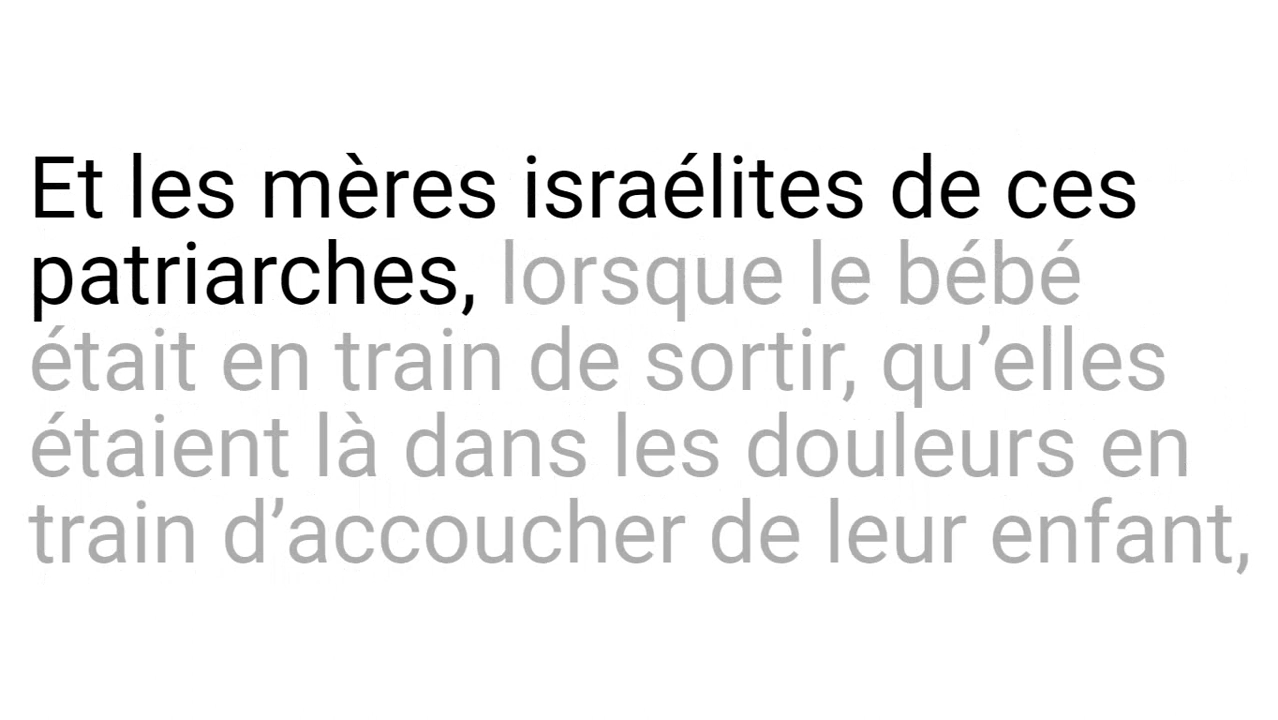 Et les mères israélites de ces
patriarches, lorsque le bébé
était en train de sortir, qu’elles
étaient là dans les douleurs en
train d’accoucher de leur enfant,